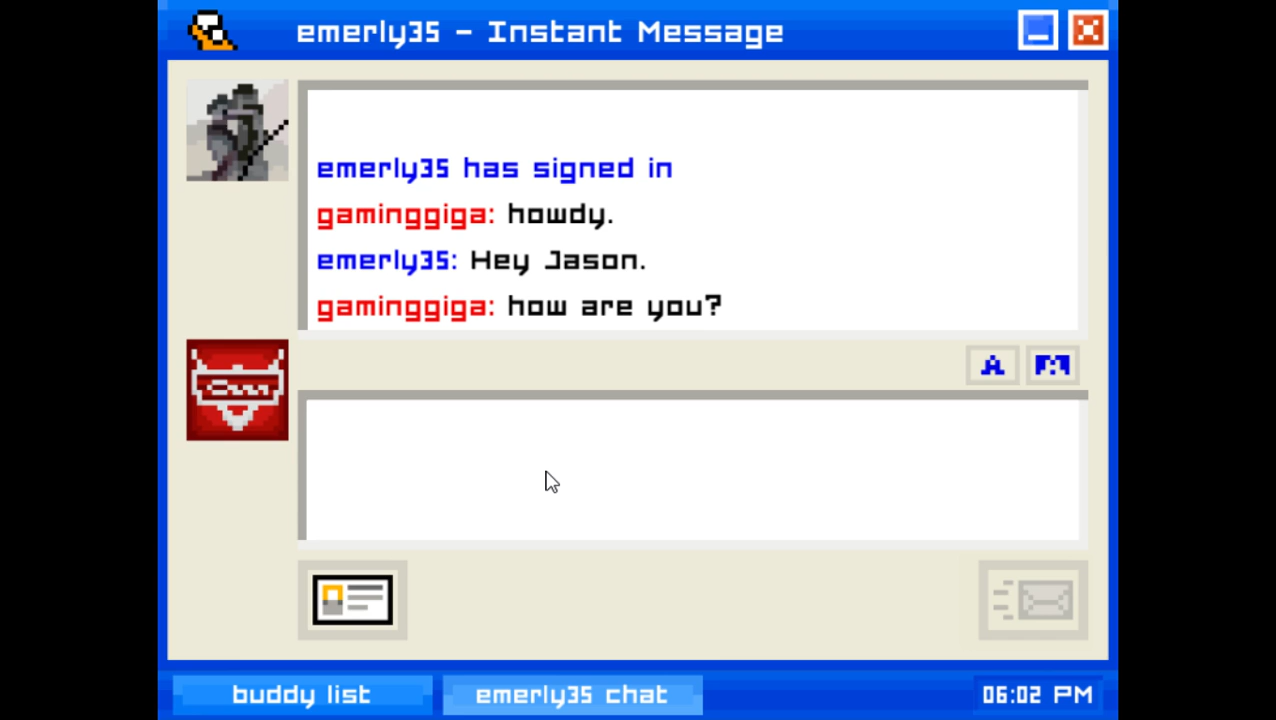 emerly35 - Instant Message
emerly35 has signed in
gaminggiga: howdy.
emerly35: Hey Jason.
gaminggiga: how are you?
A
buddy list
emerly35 chat
06:02 PM